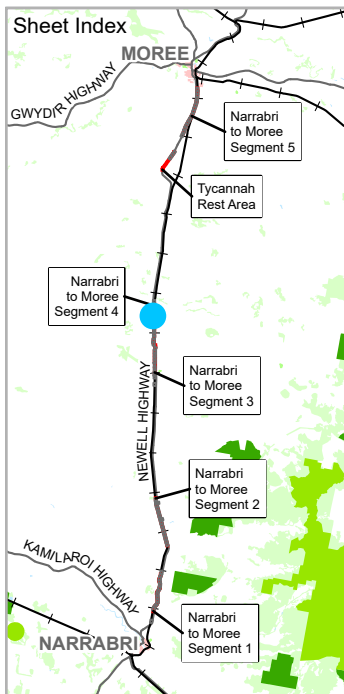 Sheet Index
MOREE
GWYDIR HIGHWAY
Narrabri
to Moree
Segment 5
Tycannah
Rest Area
Narrabri
to Moree
Segment 4
Narrabri
to Moree
Segment 3
NEWELL HIGHWAY
Narrabri
to Moree
Segment 2
KAMILAROI HIGHWAY
Narrabri
to Moree
Segment 1
NARRABRI